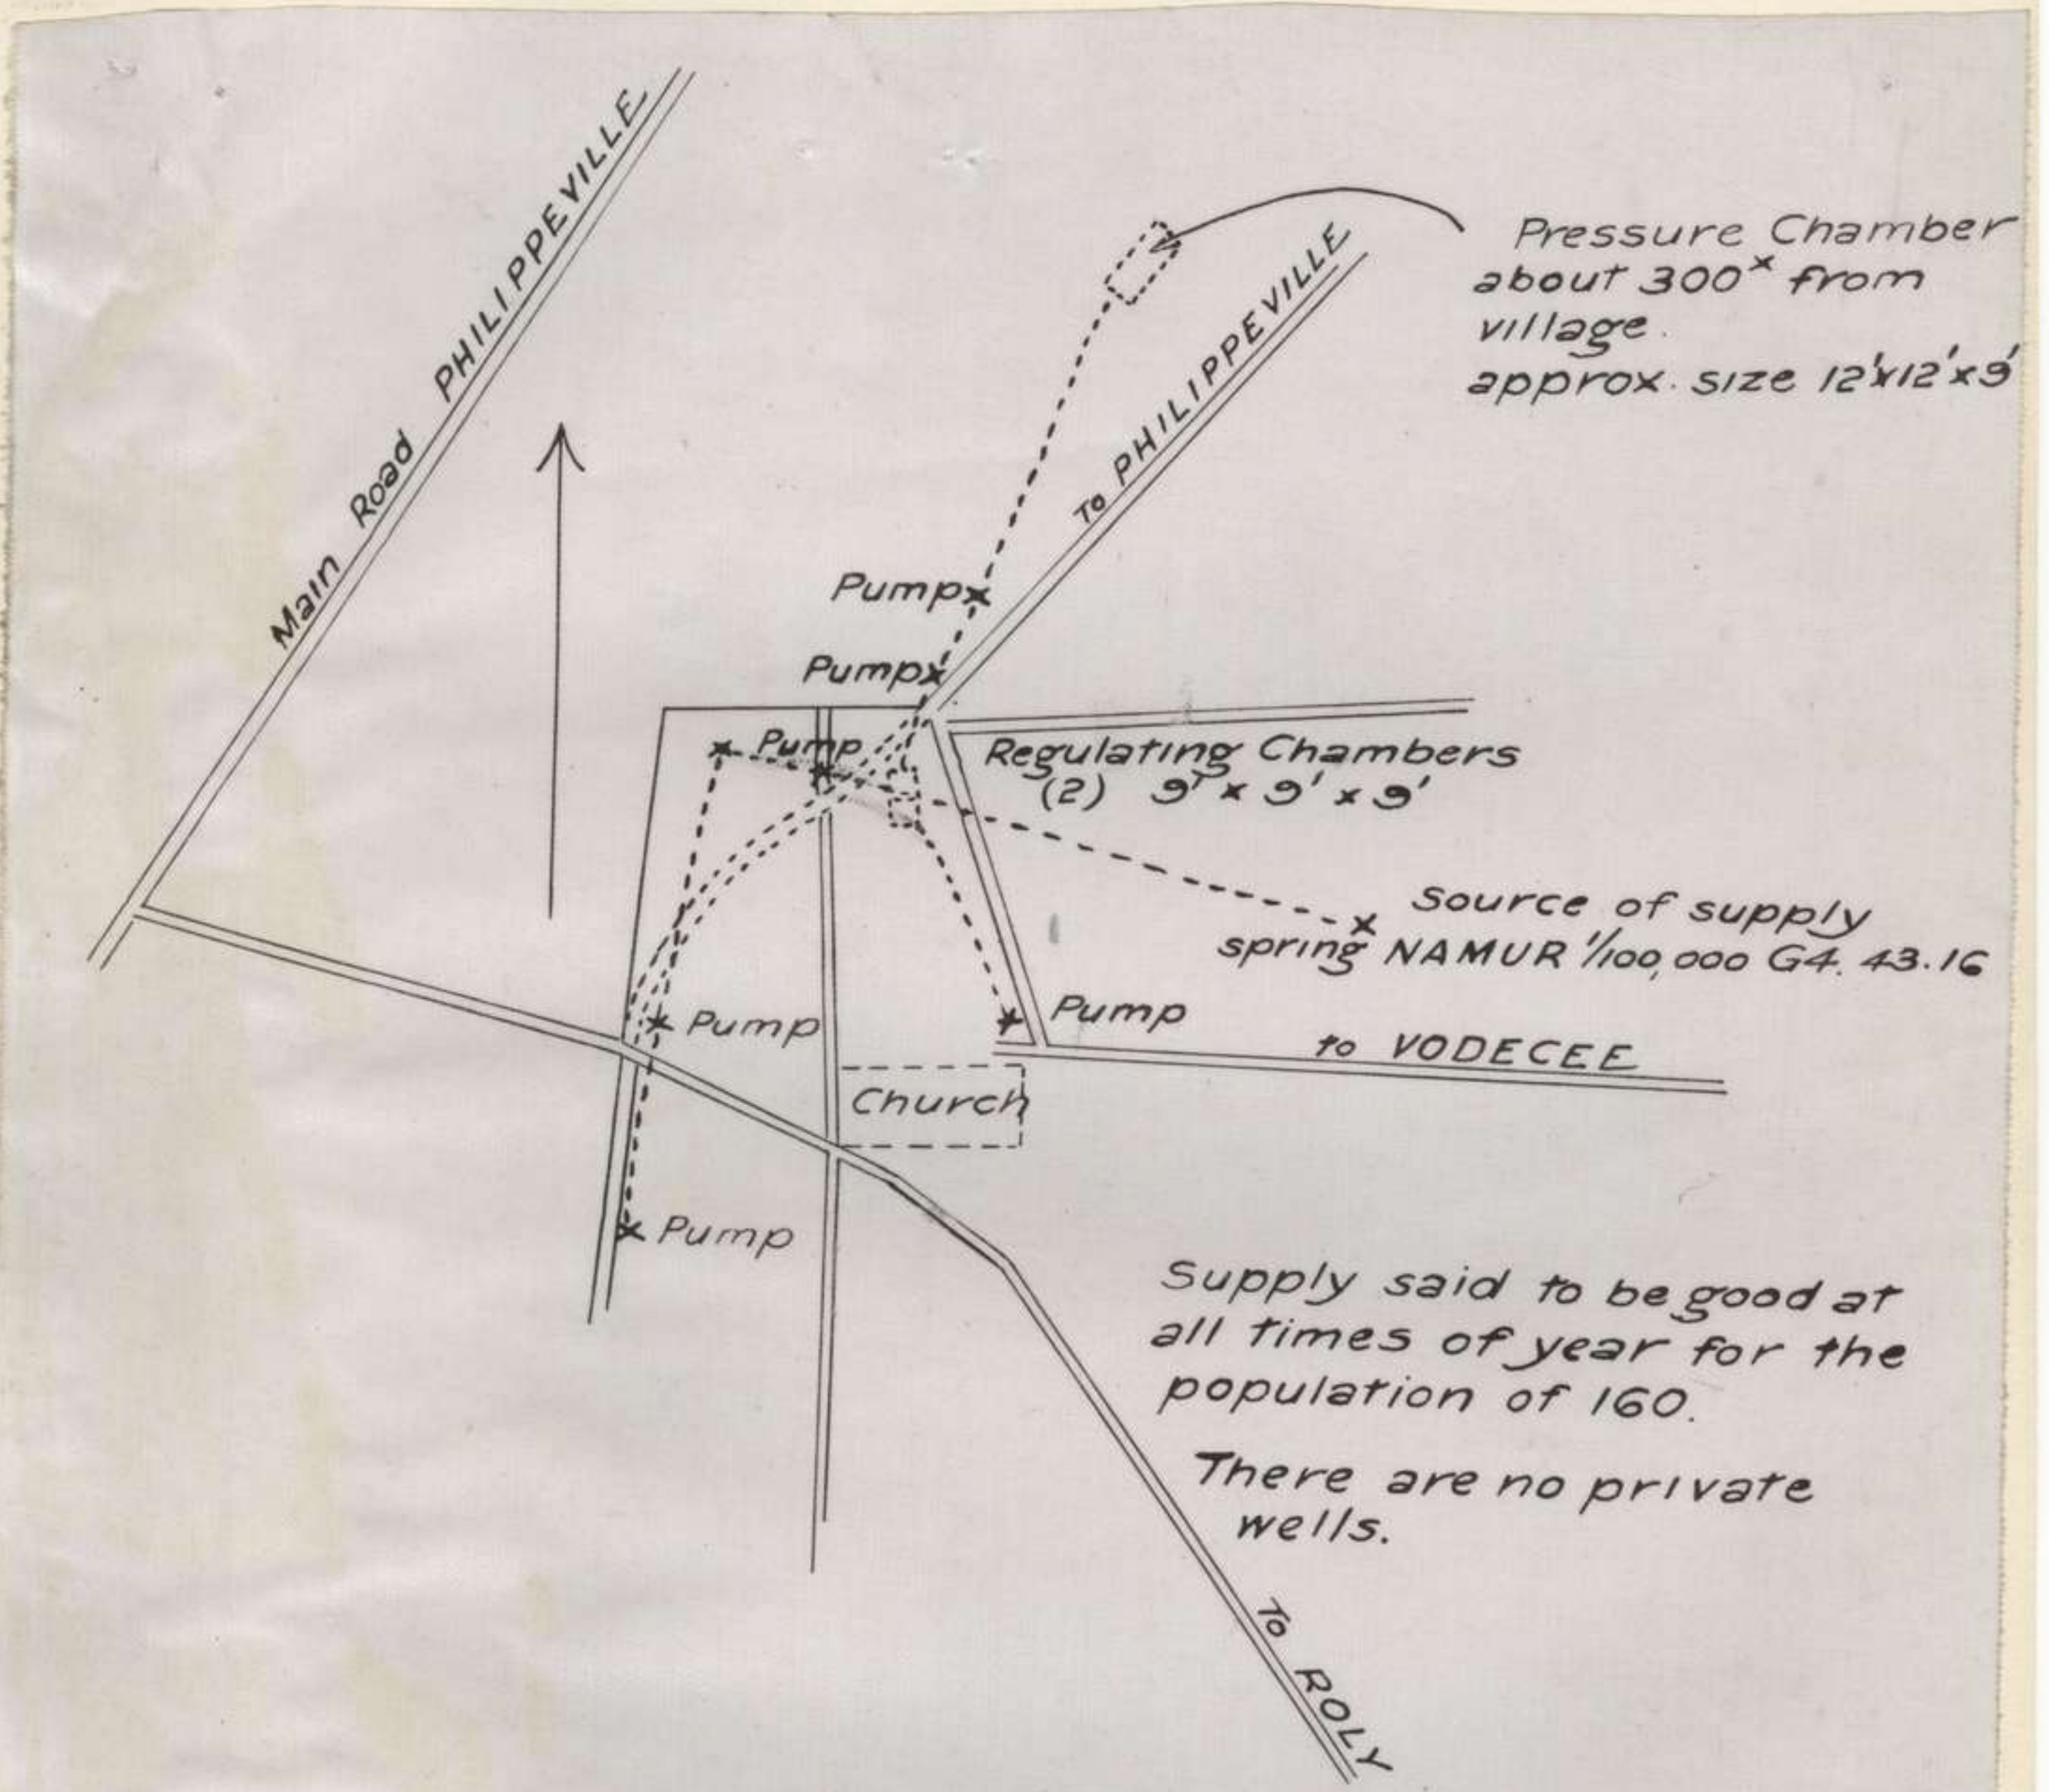 Main Road PHILIPPEVILLE
To PHILIPPEVILLE
Pressure Chamber
about 300ˣ from
village.
approx. size 12'x12'x9'
Pump
Pump
Pump
Regulating Chambers
(2) 9' x 9' x 9'
Source of supply
spring NAMUR 1/100,000 G4. 43.16
Pump
Pump
to VODECEE
Church
Pump
Supply said to be good at
all times of year for the
population of 160.
There are no private
wells.
To ROLY